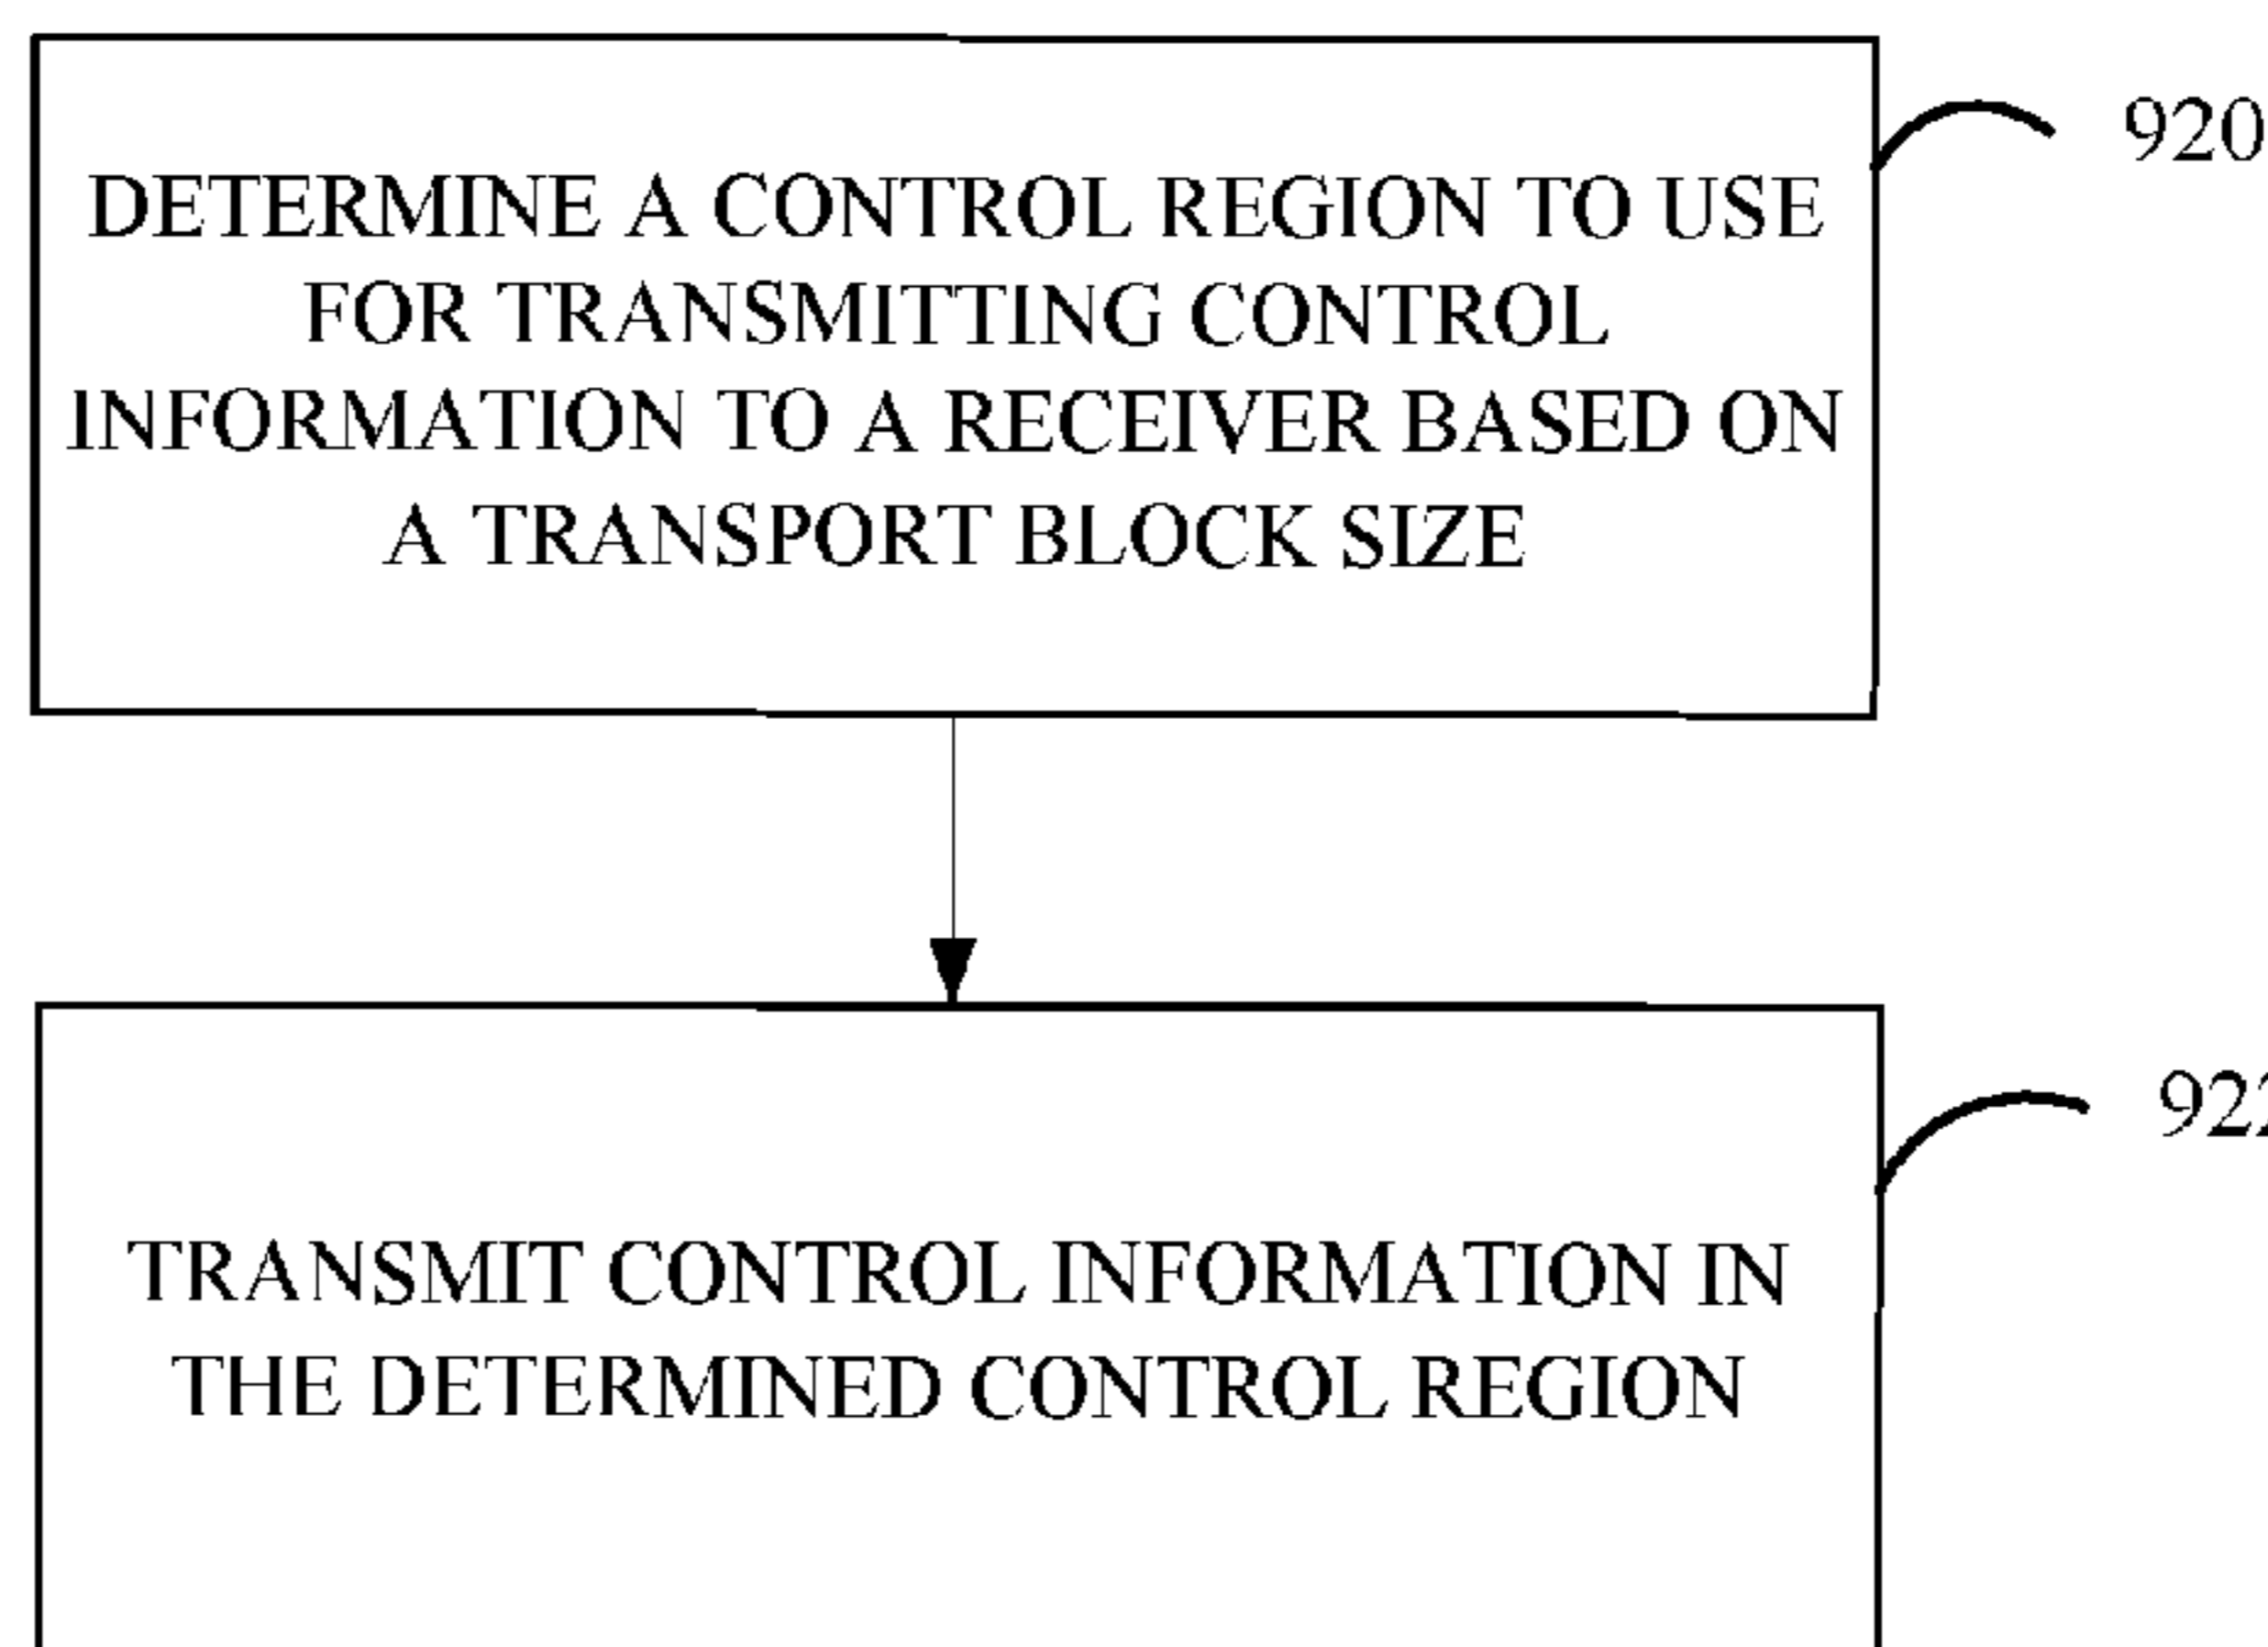 920
DETERMINE A CONTROL REGION TO USE
FOR TRANSMITTING CONTROL
INFORMATION TO A RECEIVER BASED ON
A TRANSPORT BLOCK SIZE
922
TRANSMIT CONTROL INFORMATION IN
THE DETERMINED CONTROL REGION